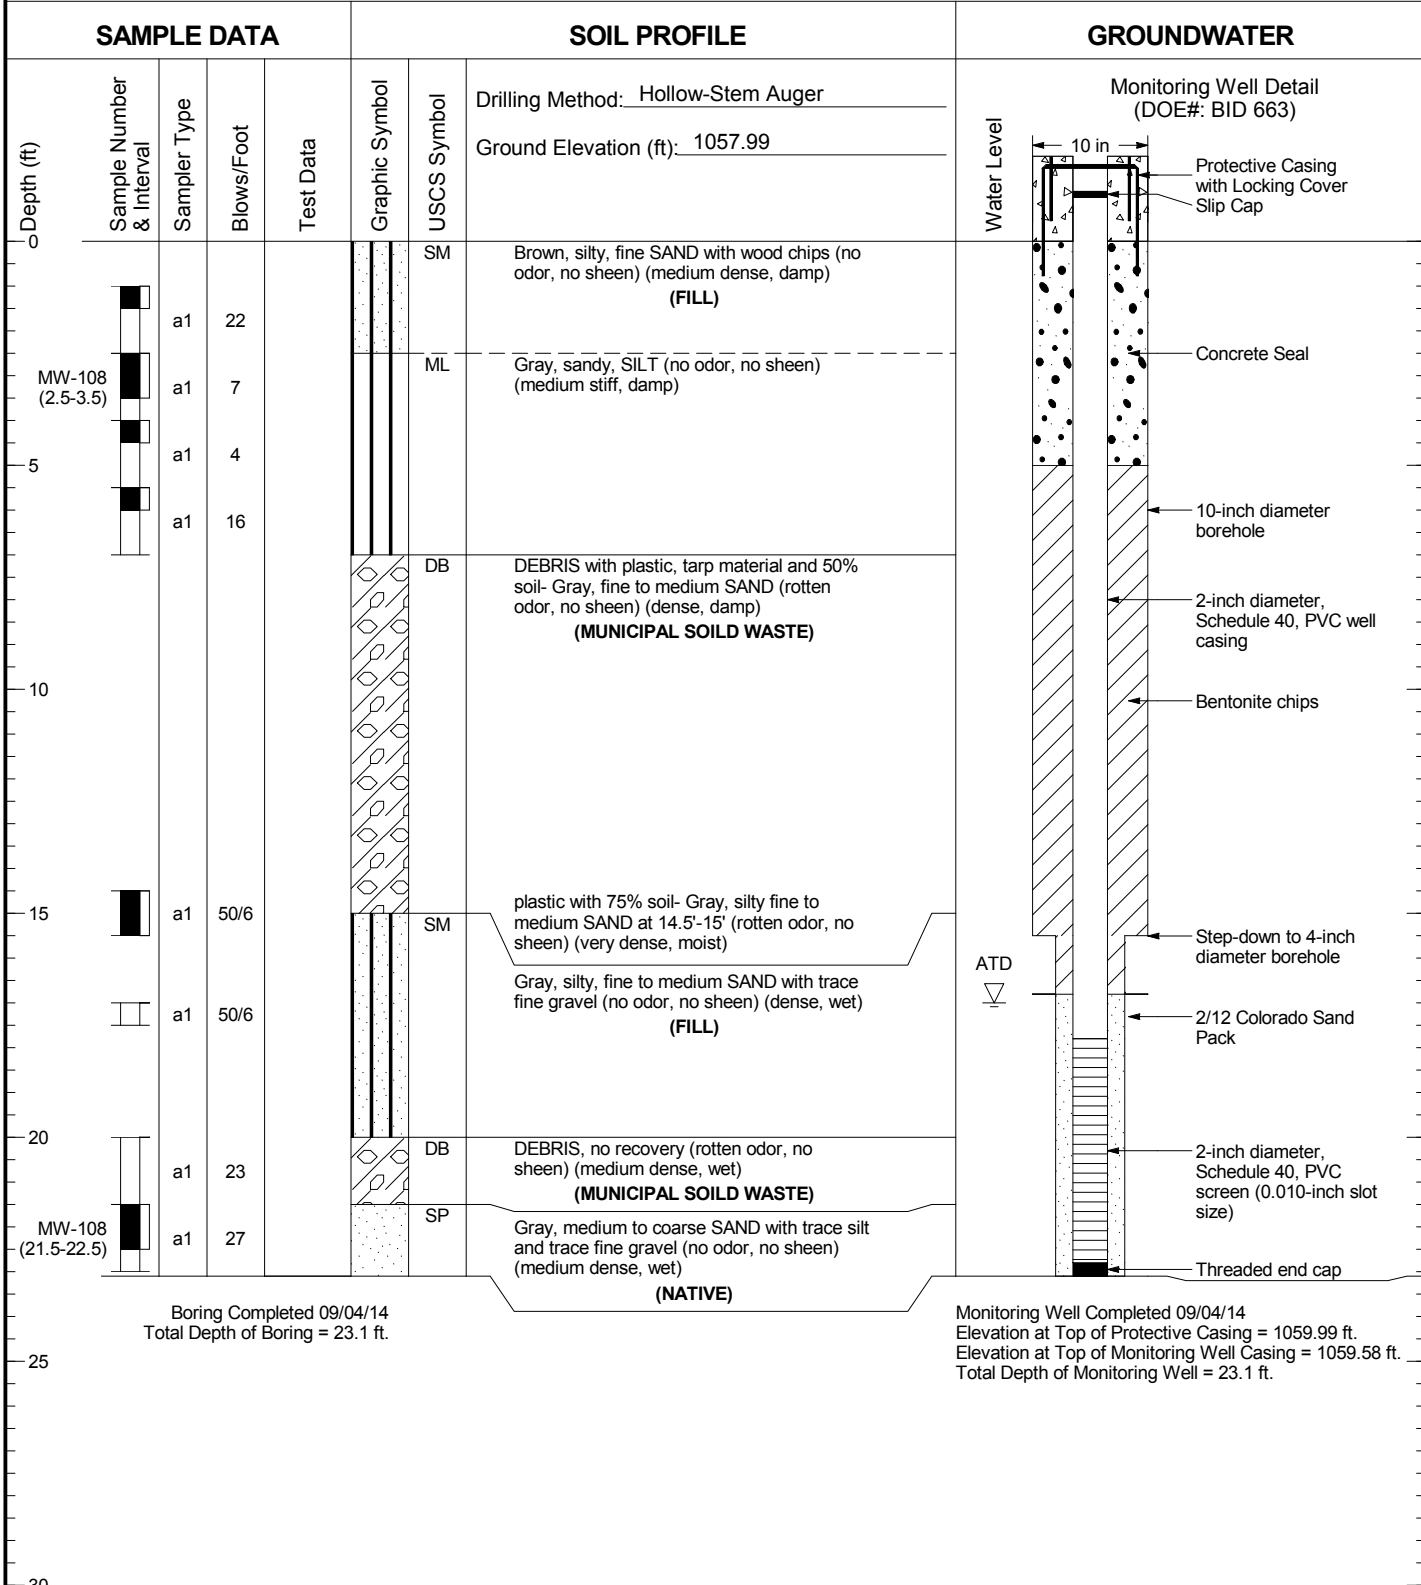 SAMPLE DATA
SOIL PROFILE
GROUNDWATER
Depth (ft)
Sample Number
& Interval
Sampler Type
Blows/Foot
Test Data
Graphic Symbol
USCS Symbol
Drilling Method: Hollow-Stem Auger
Ground Elevation (ft): 1057.99
Water Level
Monitoring Well Detail
(DOE#: BID 663)
10 in
Protective Casing
with Locking Cover
Slip Cap
0
SM
Brown, silty, fine SAND with wood chips (no
odor, no sheen) (medium dense, damp)
(FILL)
a1
22
ML
Gray, sandy, SILT (no odor, no sheen)
(medium stiff, damp)
Concrete Seal
MW-108
(2.5-3.5)
a1
7
a1
4
5
a1
16
10-inch diameter
borehole
DB
DEBRIS with plastic, tarp material and 50%
soil- Gray, fine to medium SAND (rotten
odor, no sheen) (dense, damp)
(MUNICIPAL SOILD WASTE)
2-inch diameter,
Schedule 40, PVC well
casing
10
Bentonite chips
15
a1
50/6
plastic with 75% soil- Gray, silty fine to
medium SAND at 14.5'-15' (rotten odor, no
sheen) (very dense, moist)
SM
Step-down to 4-inch
diameter borehole
ATD
Gray, silty, fine to medium SAND with trace
fine gravel (no odor, no sheen) (dense, wet)
(FILL)
a1
50/6
2/12 Colorado Sand
Pack
20
DB
DEBRIS, no recovery (rotten odor, no
sheen) (medium dense, wet)
(MUNICIPAL SOILD WASTE)
a1
23
2-inch diameter,
Schedule 40, PVC
screen (0.010-inch slot
size)
MW-108
(21.5-22.5)
a1
27
SP
Gray, medium to coarse SAND with trace silt
and trace fine gravel (no odor, no sheen)
(medium dense, wet)
(NATIVE)
Threaded end cap
Boring Completed 09/04/14
Total Depth of Boring = 23.1 ft.
Monitoring Well Completed 09/04/14
Elevation at Top of Protective Casing = 1059.99 ft.
Elevation at Top of Monitoring Well Casing = 1059.58 ft.
Total Depth of Monitoring Well = 23.1 ft.
25
30